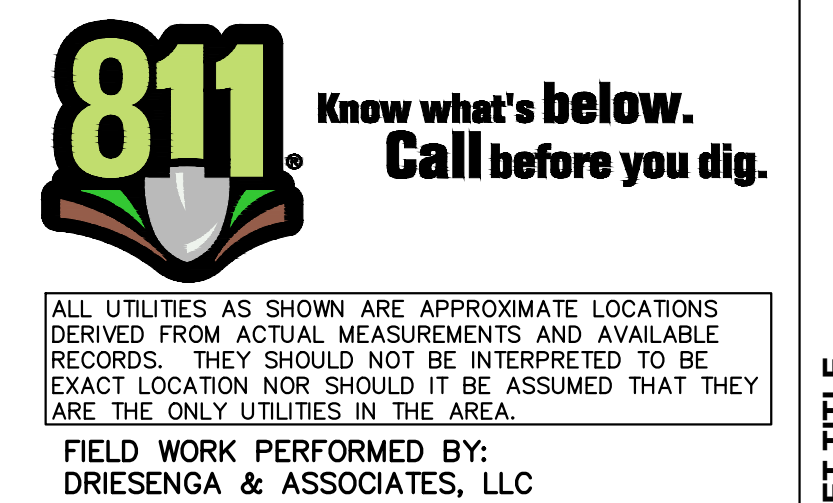 811®
Know what's below.
Call before you dig.
ALL UTILITIES AS SHOWN ARE APPROXIMATE LOCATIONS
DERIVED FROM ACTUAL MEASUREMENTS AND AVAILABLE
RECORDS. THEY SHOULD NOT BE INTERPRETED TO BE
EXACT LOCATION NOR SHOULD IT BE ASSUMED THAT THEY
ARE THE ONLY UTILITIES IN THE AREA.
FIELD WORK PERFORMED BY:
DRIESENGA & ASSOCIATES, LLC
TITLE